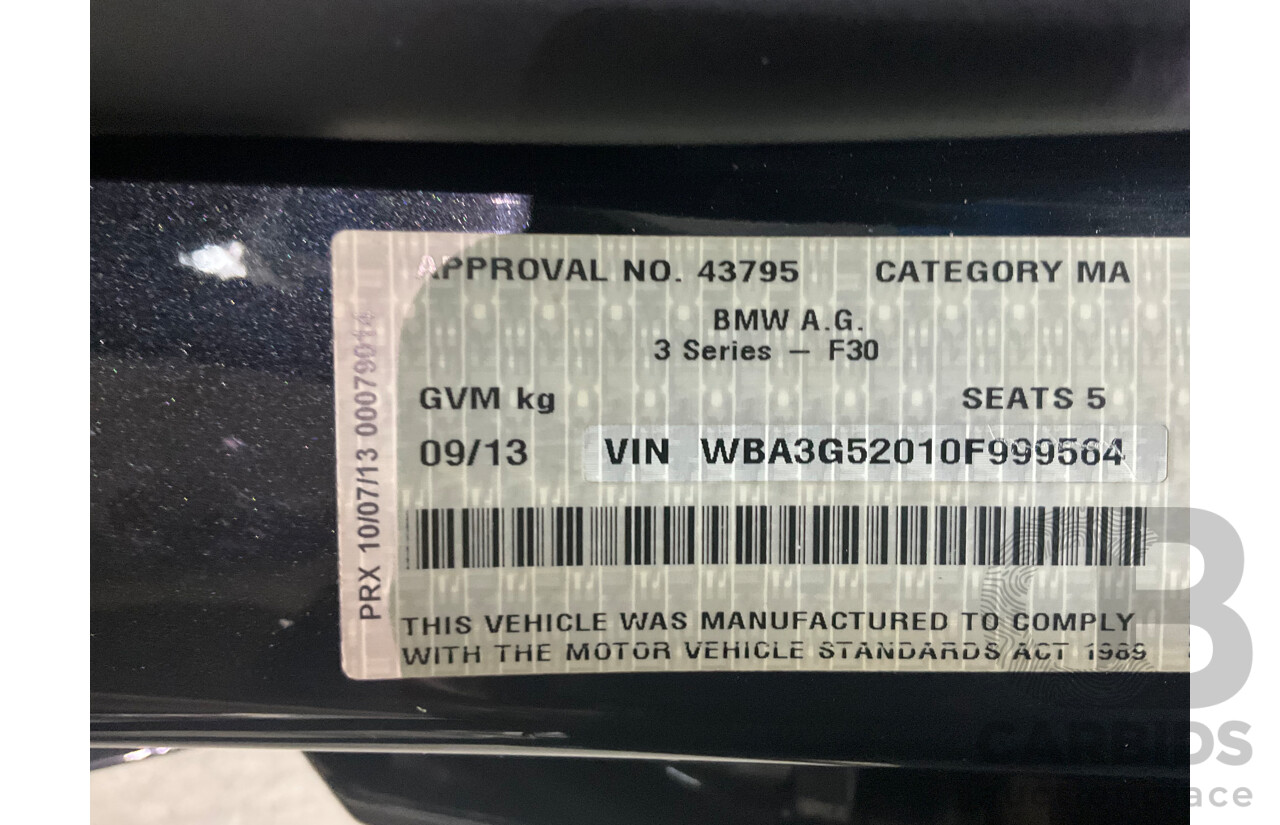 APPROVAL NO. 43795 CATEGORY MA
BMW A.G.
3 Series – F30
GVM kg SEATS 5
09/13 VIN WBA3G52010F999564
THIS VEHICLE WAS MANUFACTURED TO COMPLY
WITH THE MOTOR VEHICLE STANDARDS ACT 1989
PRX 10/07/13 00079014
CARBIDS